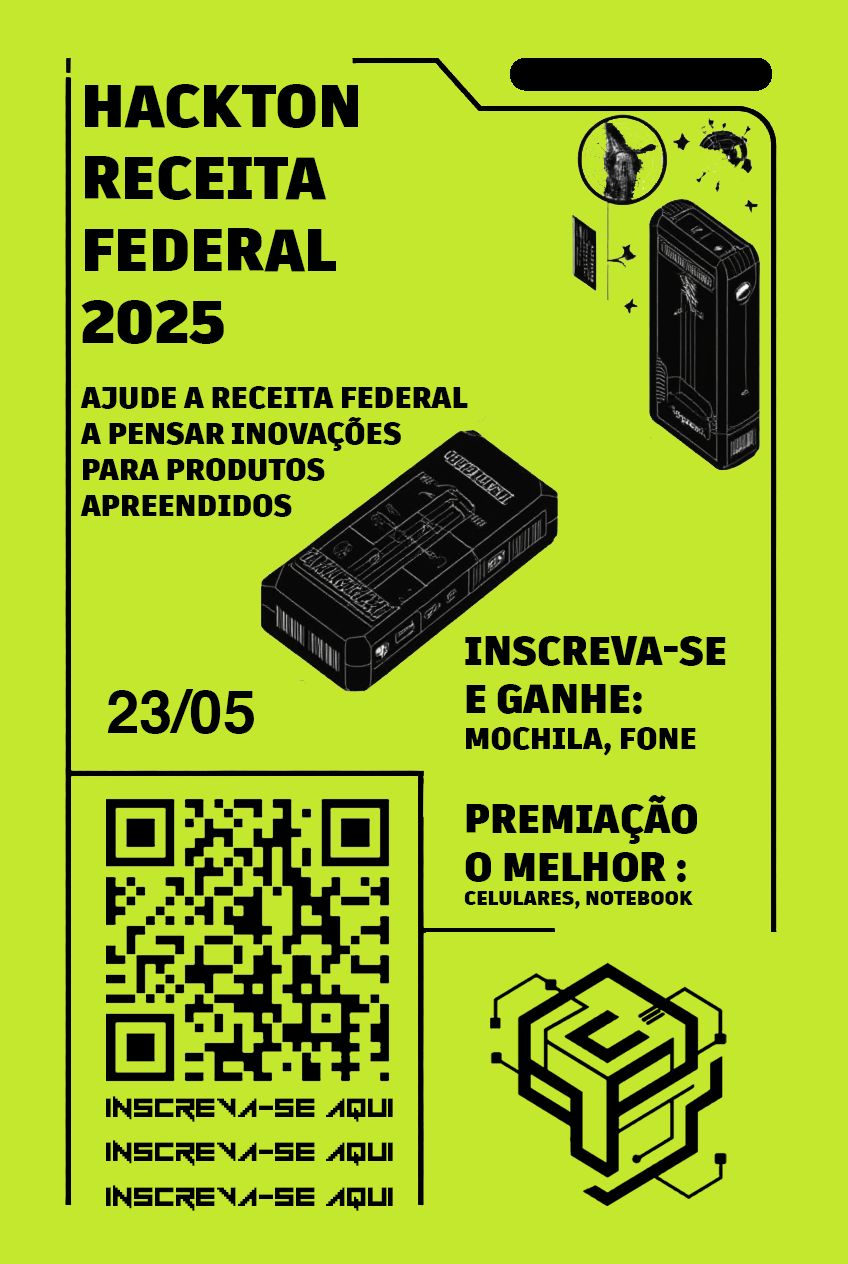 HACKTON
RECEITA
FEDERAL
2025
AJUDE A RECEITA FEDERAL
A PENSAR INOVAÇÕES
PARA PRODUTOS
APREENDIDOS
23/05
INSCREVA-SE
E GANHE:
MOCHILA, FONE
PREMIAÇÃO
O MELHOR :
CELULARES, NOTEBOOK
INSCREVA-SE AQUI
INSCREVA-SE AQUI
INSCREVA-SE AQUI